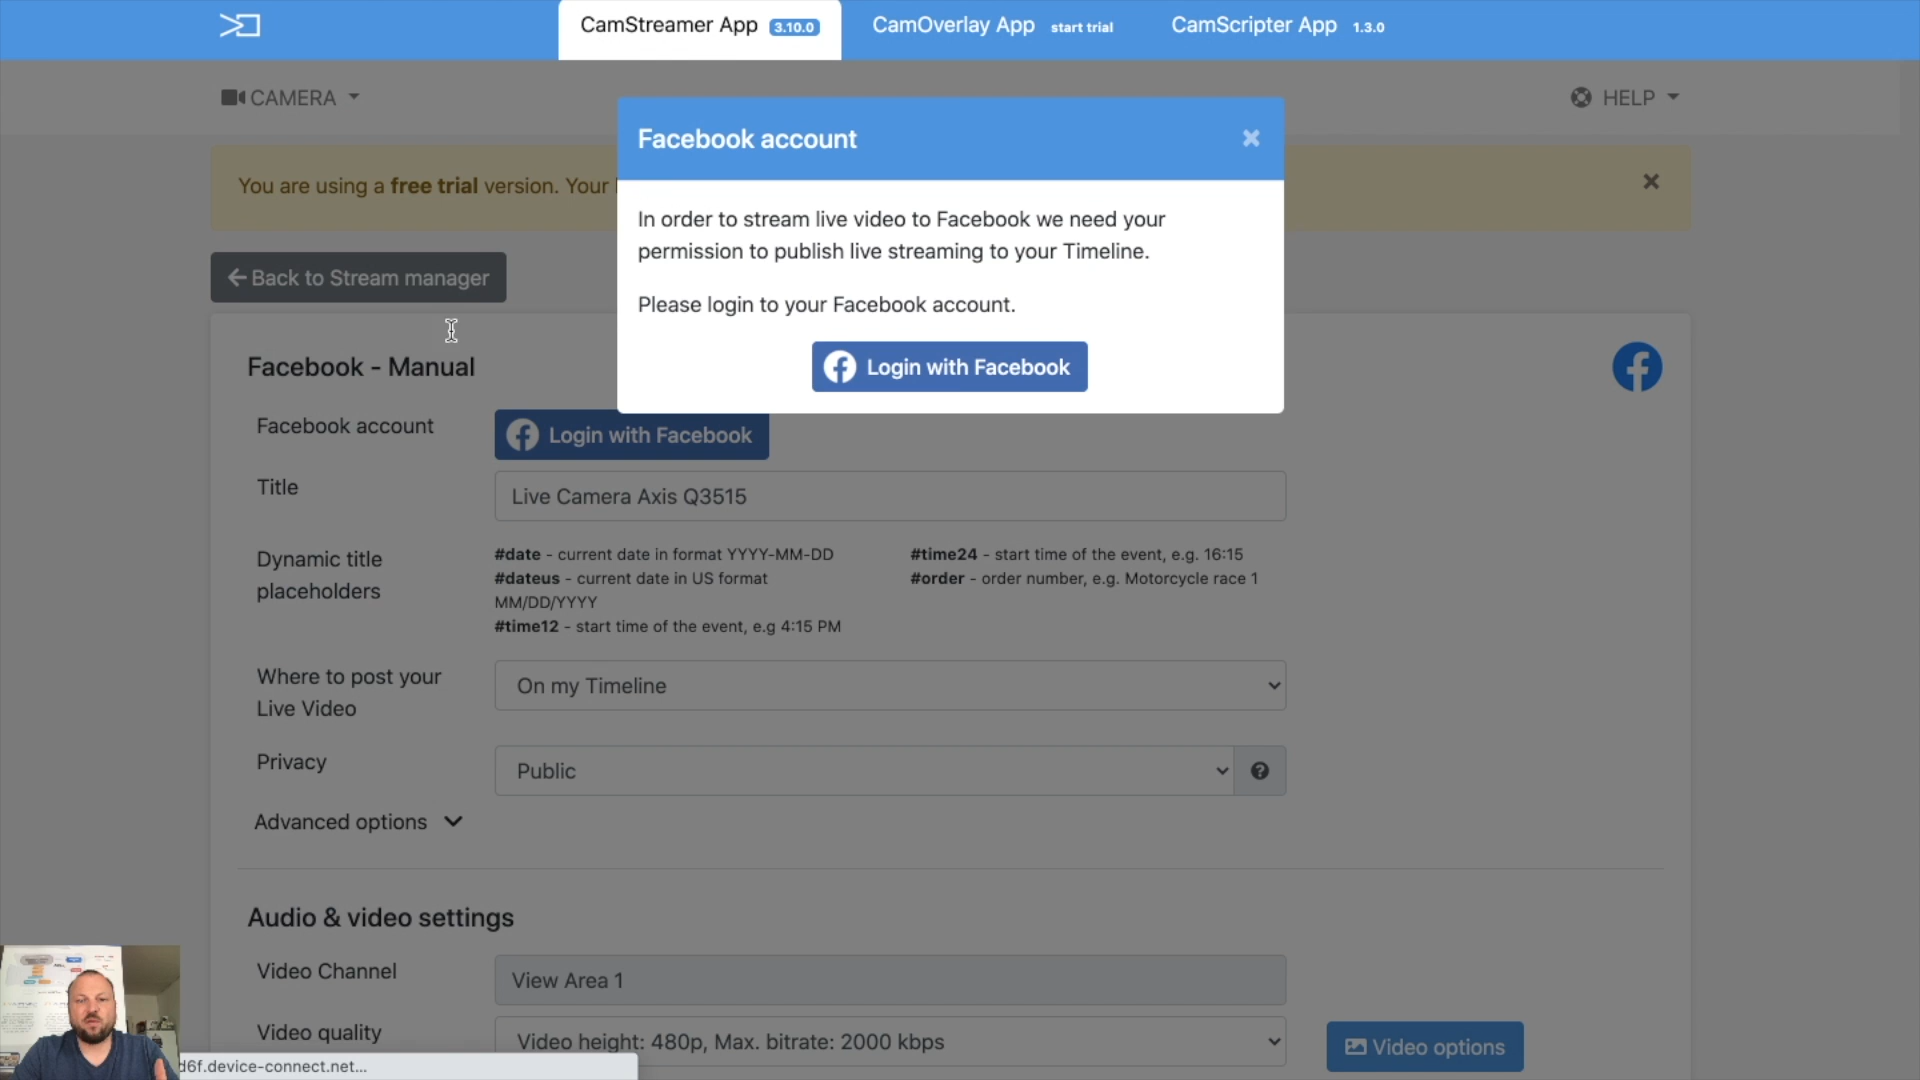 CamStreamer App 3.10.0
CamOverlay App start trial
CamScripter App 1.3.0
CAMERA
HELP
Facebook account
You are using a free trial version. Your
In order to stream live video to Facebook we need your
permission to publish live streaming to your Timeline.
Please login to your Facebook account.
Login with Facebook
Back to Stream manager
Facebook - Manual
Facebook account
Login with Facebook
Title
Live Camera Axis Q3515
Dynamic title
placeholders
#date - current date in format YYYY-MM-DD
#dateus - current date in US format
MM/DD/YYYY
#time12 - start time of the event, e.g 4:15 PM
#time24 - start time of the event, e.g. 16:15
#order - order number, e.g. Motorcycle race 1
Where to post your
Live Video
On my Timeline
Privacy
Public
Advanced options
Audio & video settings
Video Channel
View Area 1
Video quality
Video height: 480p, Max. bitrate: 2000 kbps
Video options
d6f.device-connect.net...